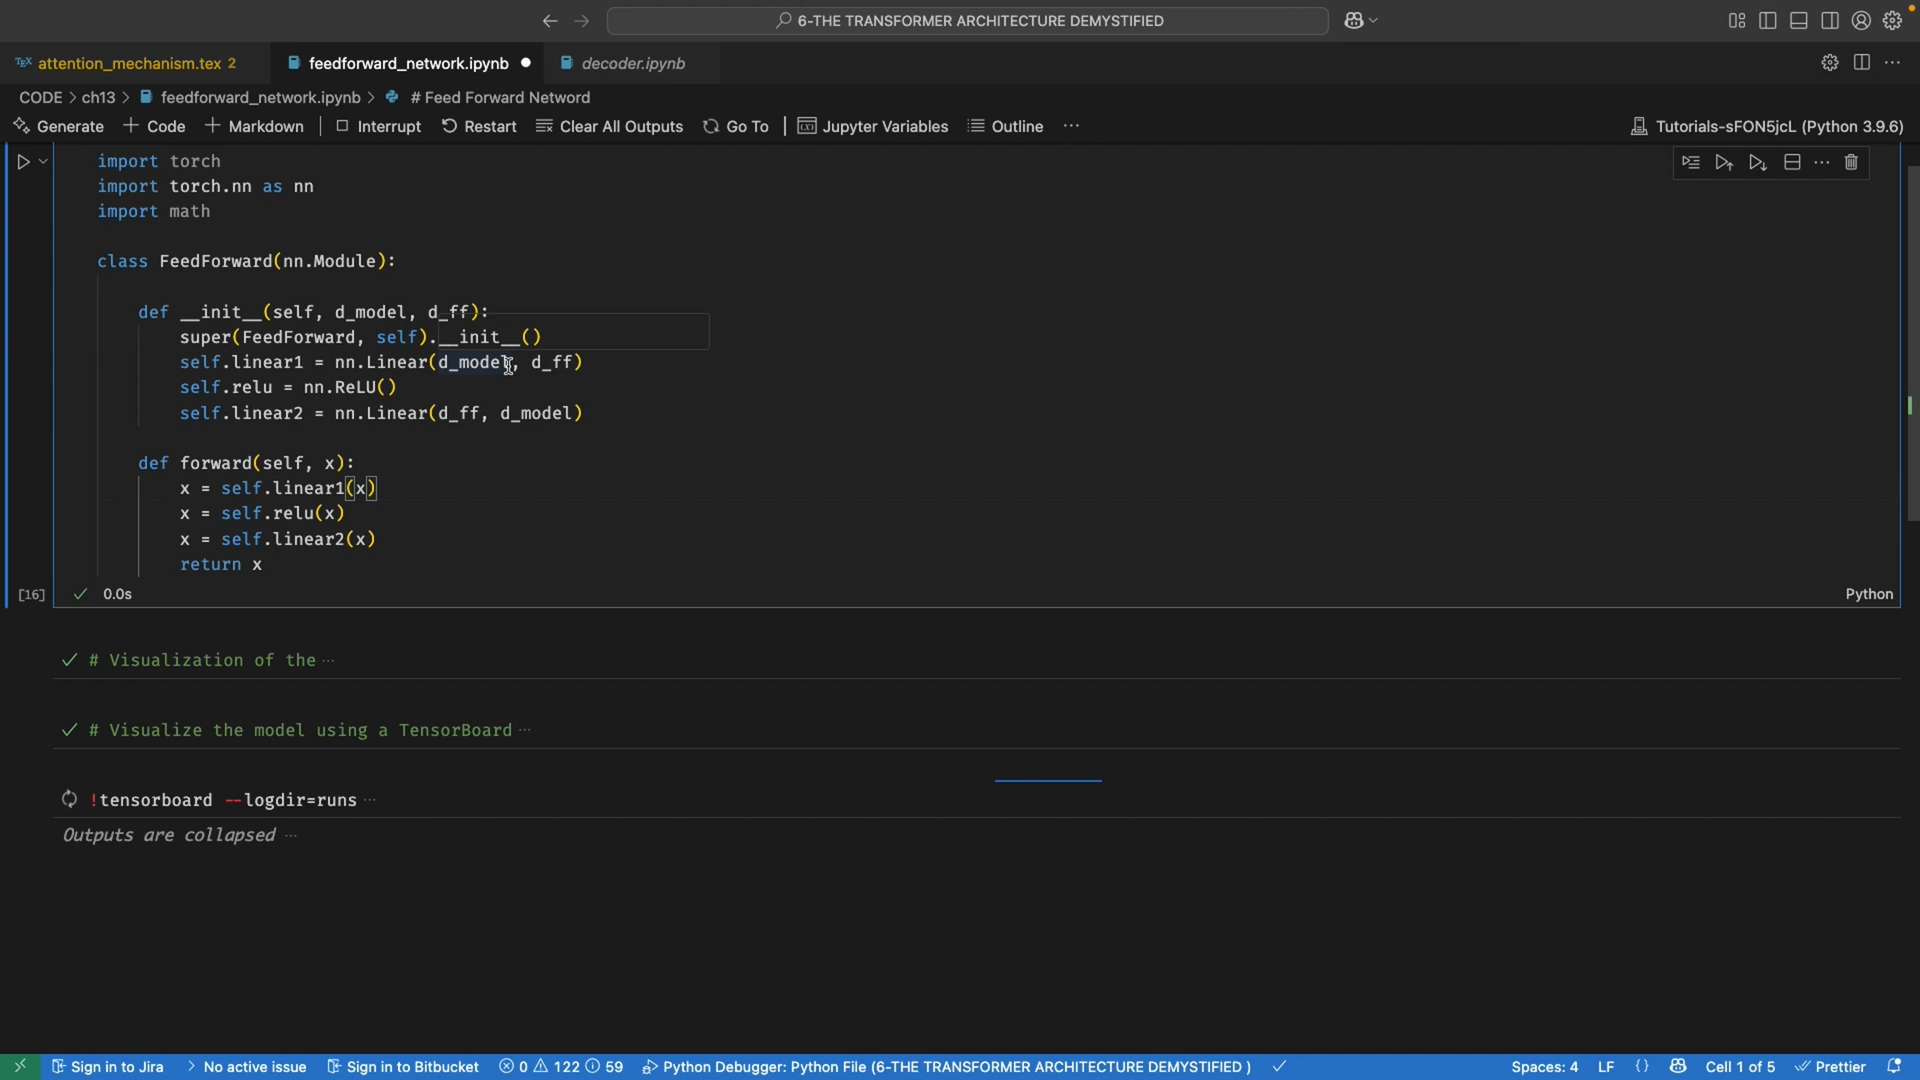 6-THE TRANSFORMER ARCHITECTURE DEMYSTIFIED
attention_mechanism.tex 2
feedforward_network.ipynb
decoder.ipynb
CODE > ch13 > feedforward_network.ipynb > # Feed Forward Netword
Generate + Code + Markdown | Interrupt Restart Clear All Outputs Go To | Jupyter Variables Outline ···
Tutorials-sFON5jcL (Python 3.9.6)
import torch
import torch.nn as nn
import math
class FeedForward(nn.Module):
def __init__(self, d_model, d_ff):
super(FeedForward, self).__init__()
self.linear1 = nn.Linear(d_model, d_ff)
self.relu = nn.ReLU()
self.linear2 = nn.Linear(d_ff, d_model)
def forward(self, x):
x = self.linear1(x)
x = self.relu(x)
x = self.linear2(x)
return x
[16] 0.0s Python
# Visualization of the ···
# Visualize the model using a TensorBoard ···
!tensorboard --logdir=runs ···
Outputs are collapsed ···
Sign in to Jira No active issue Sign in to Bitbucket 0 122 59 Python Debugger: Python File (6-THE TRANSFORMER ARCHITECTURE DEMYSTIFIED ) Spaces: 4 LF {} Cell 1 of 5 Prettier